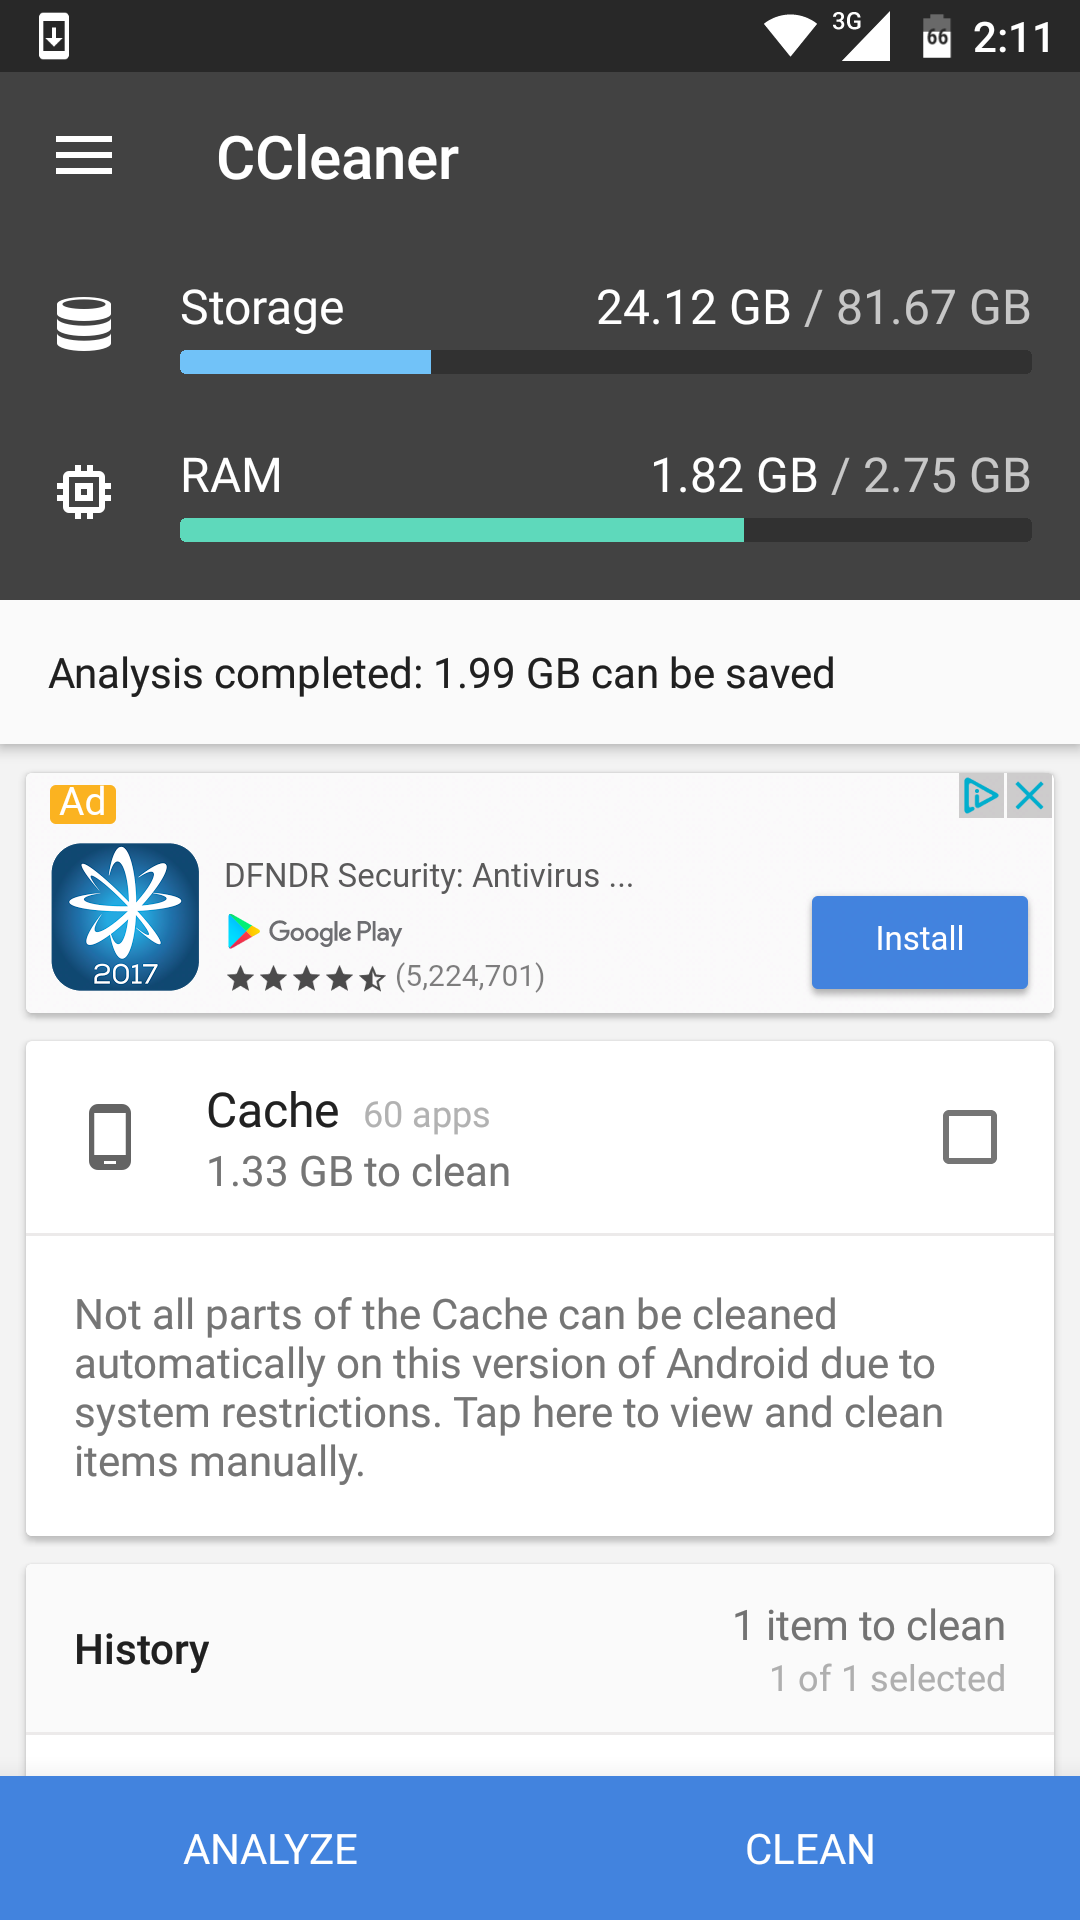 3G
66
2:11
CCleaner
Storage 24.12 GB / 81.67 GB
RAM 1.82 GB / 2.75 GB
Analysis completed: 1.99 GB can be saved
Ad
DFNDR Security: Antivirus ...
2017
Google Play
(5,224,701)
Install
Cache 60 apps
1.33 GB to clean
Not all parts of the Cache can be cleaned
automatically on this version of Android due to
system restrictions. Tap here to view and clean
items manually.
History
1 item to clean
1 of 1 selected
ANALYZE CLEAN